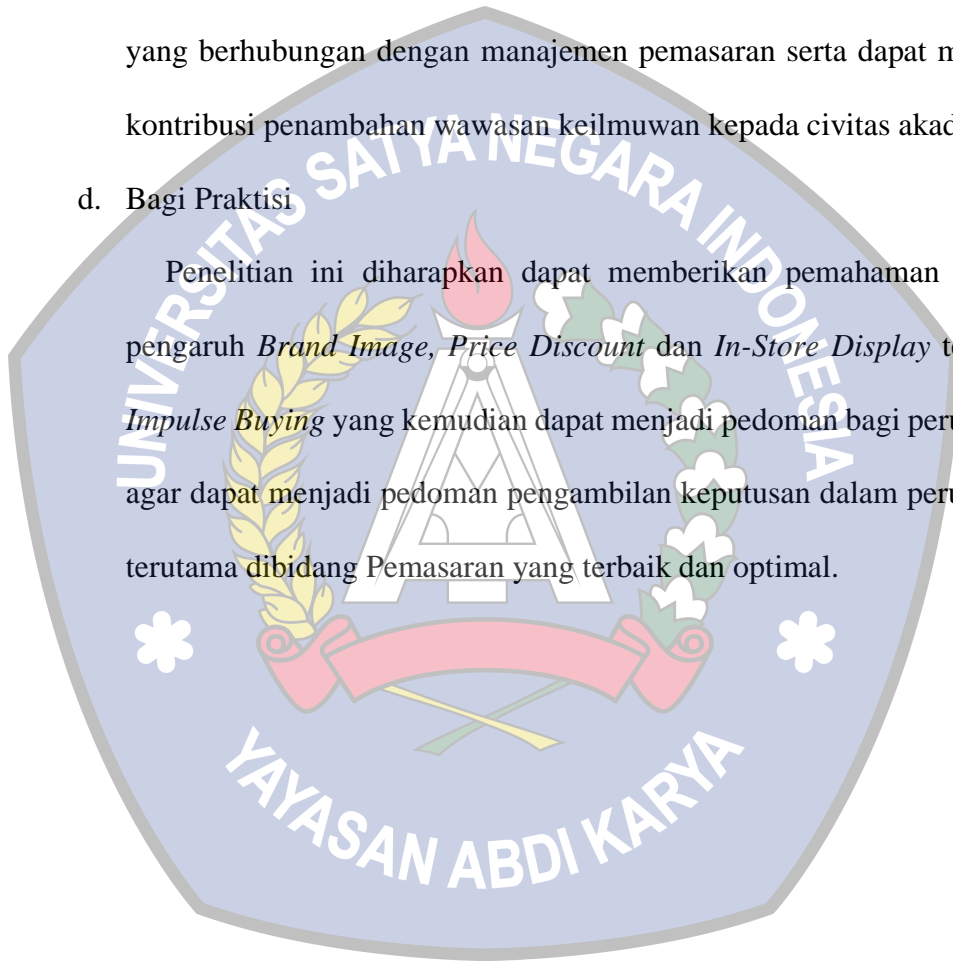 yang berhubungan dengan manajemen pemasaran serta dapat
kontribusi penambahan wawasan keilmuwan kepada civitas
d. Bagi Praktisi
Penelitian ini diharapkan dapat memberikan pemahaman
pengaruh Brand Image, Price Discount dan In-Store Display
Impulse Buying yang kemudian dapat menjadi pedoman bagi
agar dapat menjadi pedoman pengambilan keputusan dalam
terutama dibidang Pemasaran yang terbaik dan optimal.
UNIVERSITAS SATYA NEGARA INDONESIA
YAYASAN ABDI KARYA